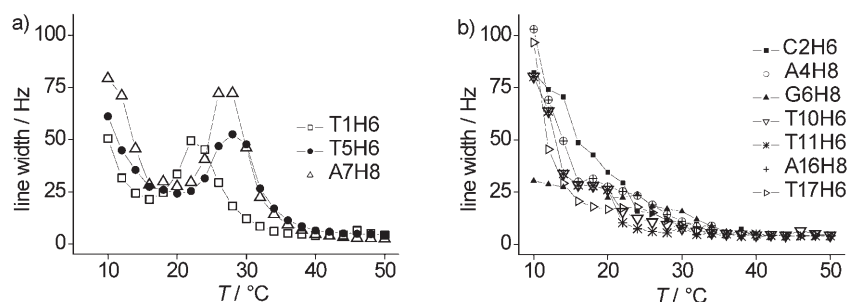 a)
line width / Hz
100
75
50
25
0
10 20 30 40 50
T / °C
T1H6
T5H6
A7H8
b)
line width / Hz
100
75
50
25
0
10 20 30 40 50
T / °C
C2H6
A4H8
G6H8
T10H6
T11H6
A16H8
T17H6